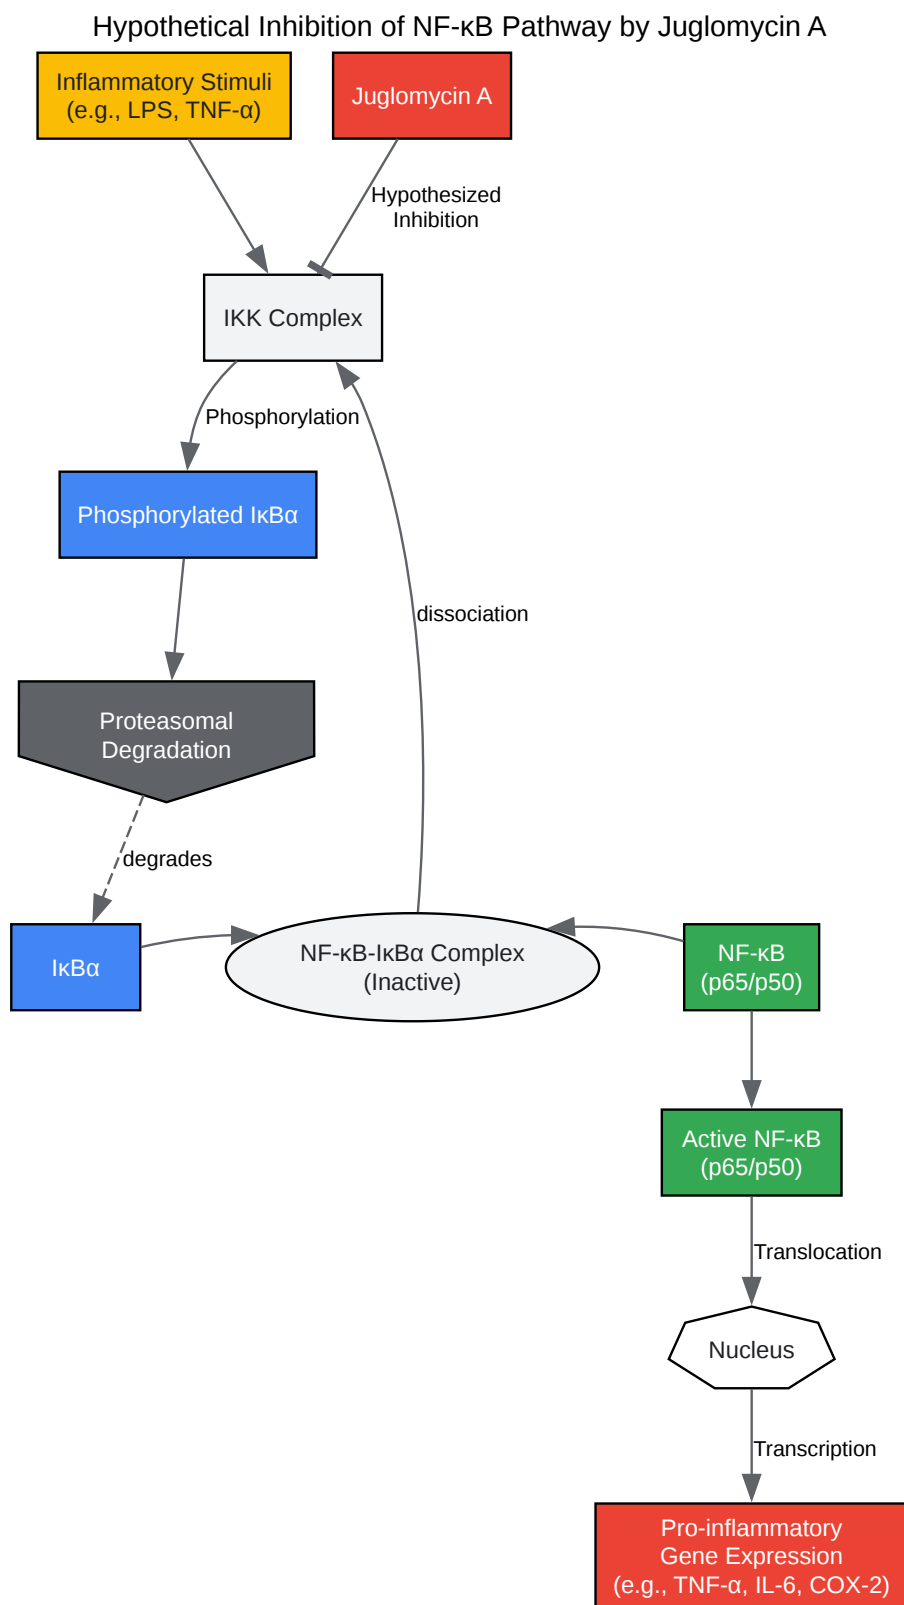 Hypothetical Inhibition of NF-κB Pathway by Juglomycin A
Inflammatory Stimuli
(e.g., LPS, TNF-α)
Juglomycin A
Hypothesized
Inhibition
IKK Complex
Phosphorylation
Phosphorylated IκBα
dissociation
Proteasomal
Degradation
degrades
IκBα
NF-κB-IκBα Complex
(Inactive)
NF-κB
(p65/p50)
Active NF-κB
(p65/p50)
Translocation
Nucleus
Transcription
Pro-inflammatory
Gene Expression
(e.g., TNF-α, IL-6, COX-2)